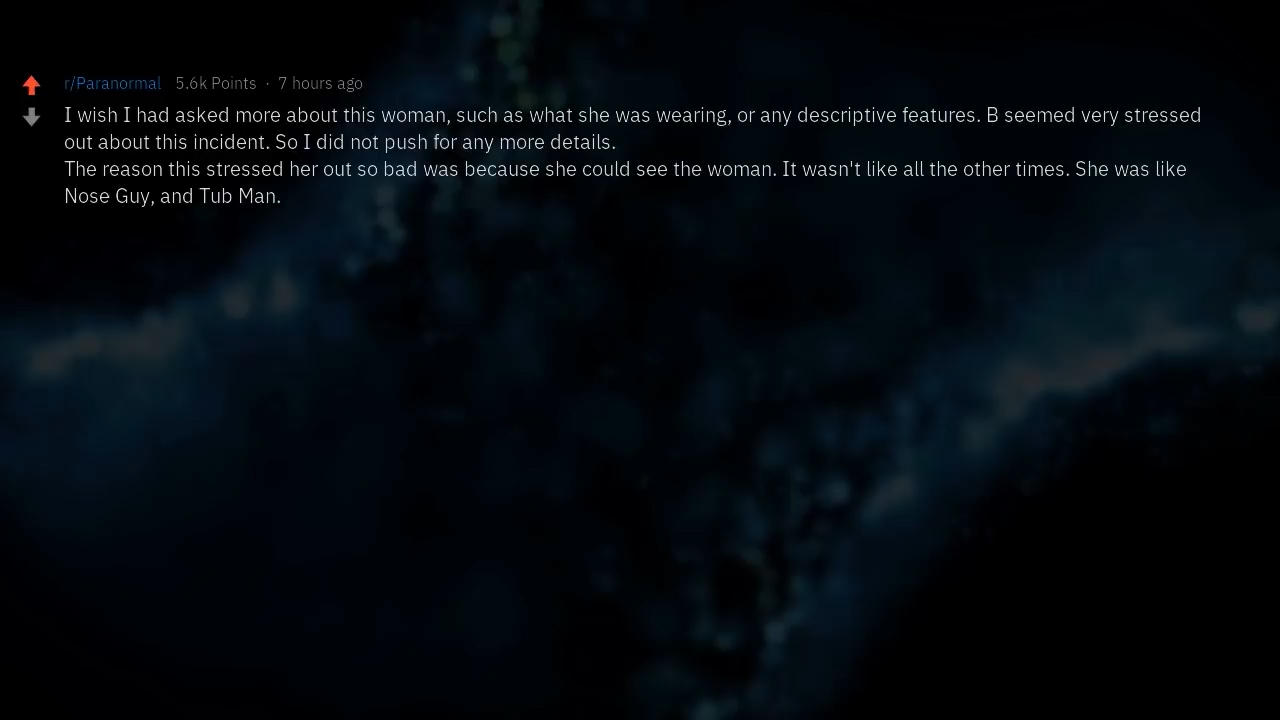 r/Paranormal 5.6k Points · 7 hours ago
I wish I had asked more about this woman, such as what she was wearing, or any descriptive features. B seemed very stressed
out about this incident. So I did not push for any more details.
The reason this stressed her out so bad was because she could see the woman. It wasn't like all the other times. She was like
Nose Guy, and Tub Man.